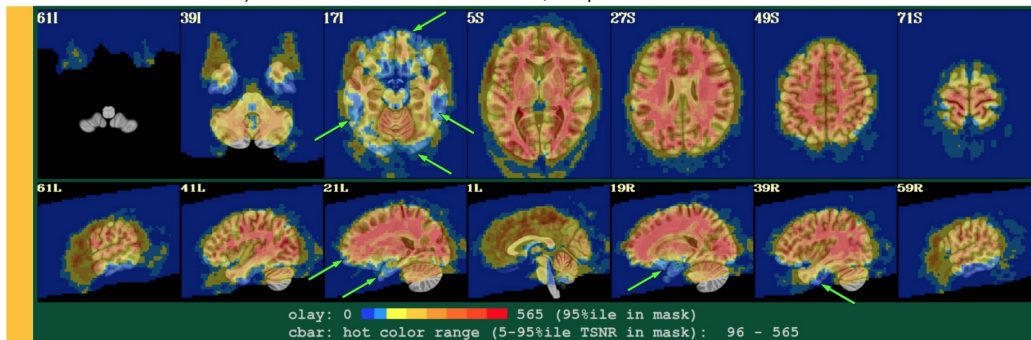 61I 39I 17I 5S 27S 49S 71S
61L 41L 21L 1L 19R 39R 59R
olay: 0 565 (95%ile in mask)
cbar: hot color range (5-95%ile TSNR in mask): 96 - 565